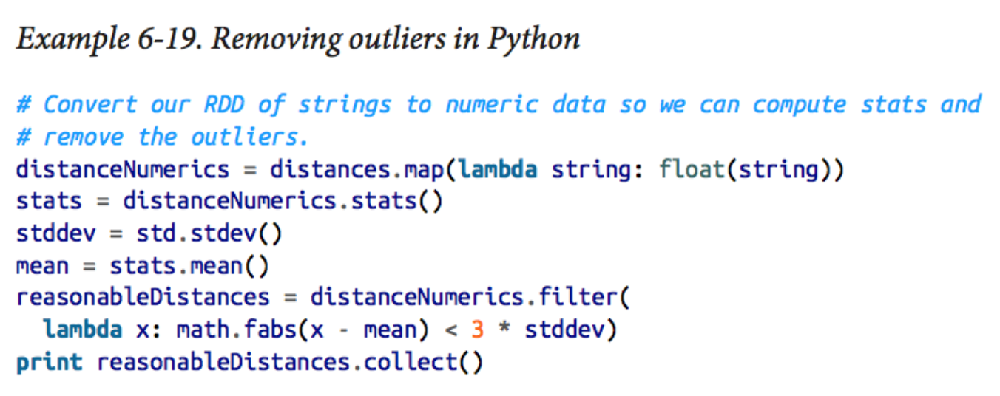 Example 6-19. Removing outliers in Python
# Convert our RDD of strings to numeric data so we can compute stats and
# remove the outliers.
distanceNumerics = distances.map(lambda string: float(string))
stats = distanceNumerics.stats()
stddev = std.stdev()
mean = stats.mean()
reasonableDistances = distanceNumerics.filter(
  lambda x: math.fabs(x - mean) < 3 * stddev)
print reasonableDistances.collect()